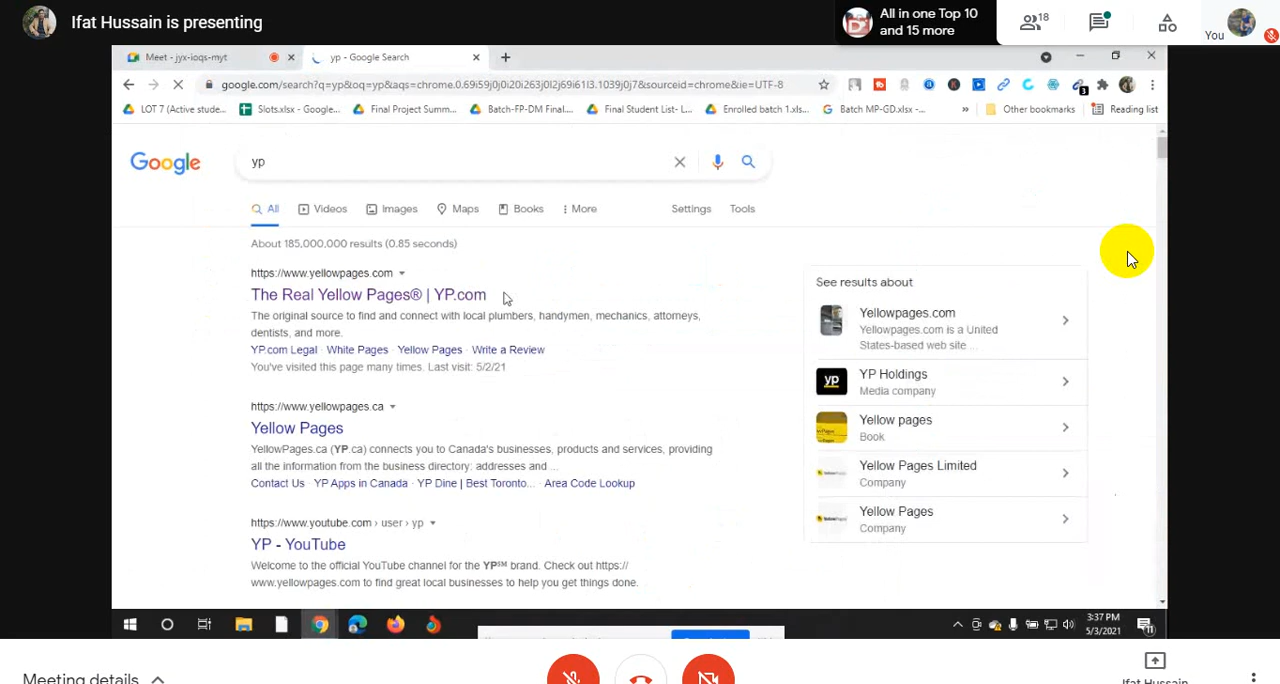 Ifat Hussain is presenting
All in one Top 10
and 15 more
18
You
Meet - jyx-ioqs-myt
yp - Google Search
google.com/search?q=yp&oq=yp&aqs=chrome.0.69i59j0j0i20i263j0l2j69i61l3.1039j0j7&sourceid=chrome&ie=UTF-8
3
LOT 7 (Active stude...
Slots.xlsx - Google...
Final Project Summ...
Batch-FP-DM Final...
Final Student List- L...
Enrolled batch 1.xls...
Batch MP-GD.xlsx -...
»
Other bookmarks
Reading list
Google
yp
All
Videos
Images
Maps
Books
More
Settings
Tools
About 185,000,000 results (0.85 seconds)
https://www.yellowpages.com
The Real Yellow Pages® | YP.com
The original source to find and connect with local plumbers, handymen, mechanics, attorneys,
dentists, and more.
YP.com Legal · White Pages · Yellow Pages · Write a Review
You've visited this page many times. Last visit: 5/2/21
https://www.yellowpages.ca
Yellow Pages
YellowPages.ca (YP.ca) connects you to Canada's businesses, products and services, providing
all the information from the business directory: addresses and ...
Contact Us · YP Apps in Canada · YP Dine | Best Toronto... · Area Code Lookup
https://www.youtube.com › user › yp
YP - YouTube
Welcome to the official YouTube channel for the YP℠ brand. Check out https://
www.yellowpages.com to find great local businesses to help you get things done.
See results about
Yellowpages.com
Yellowpages.com is a United
States-based web site ...
yp
YP Holdings
Media company
Yellow pages
Book
Yellow Pages Limited
Company
Yellow Pages
Company
3:37 PM
5/3/2021
11
Meeting details
Ifat Hussain